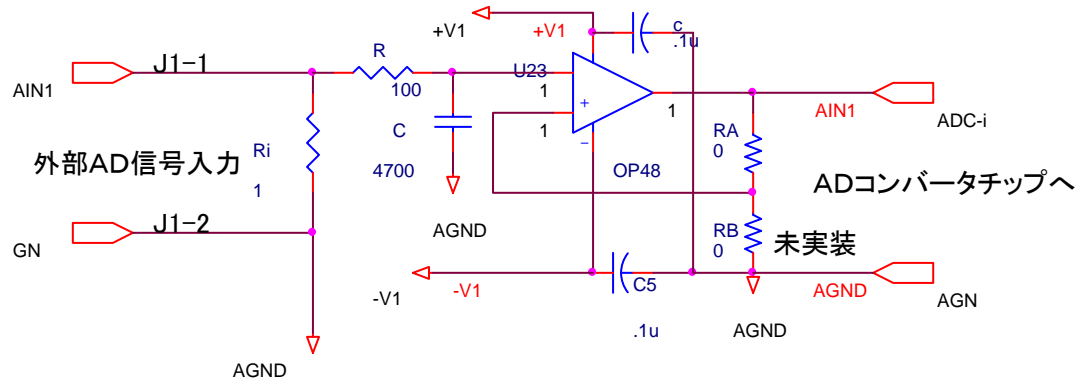 +V1
+V1
c
.1u
J1-1
R
U23
AIN1
100
1
+
1
1
AIN1
ADC-i
C
RA
0
−
外部AD信号入力
Ri
4700
OP48
ADコンバータチップへ
1
J1-2
AGND
RB
0
未実装
GN
-V1
-V1
C5
AGND
AGN
.1u
AGND
AGND